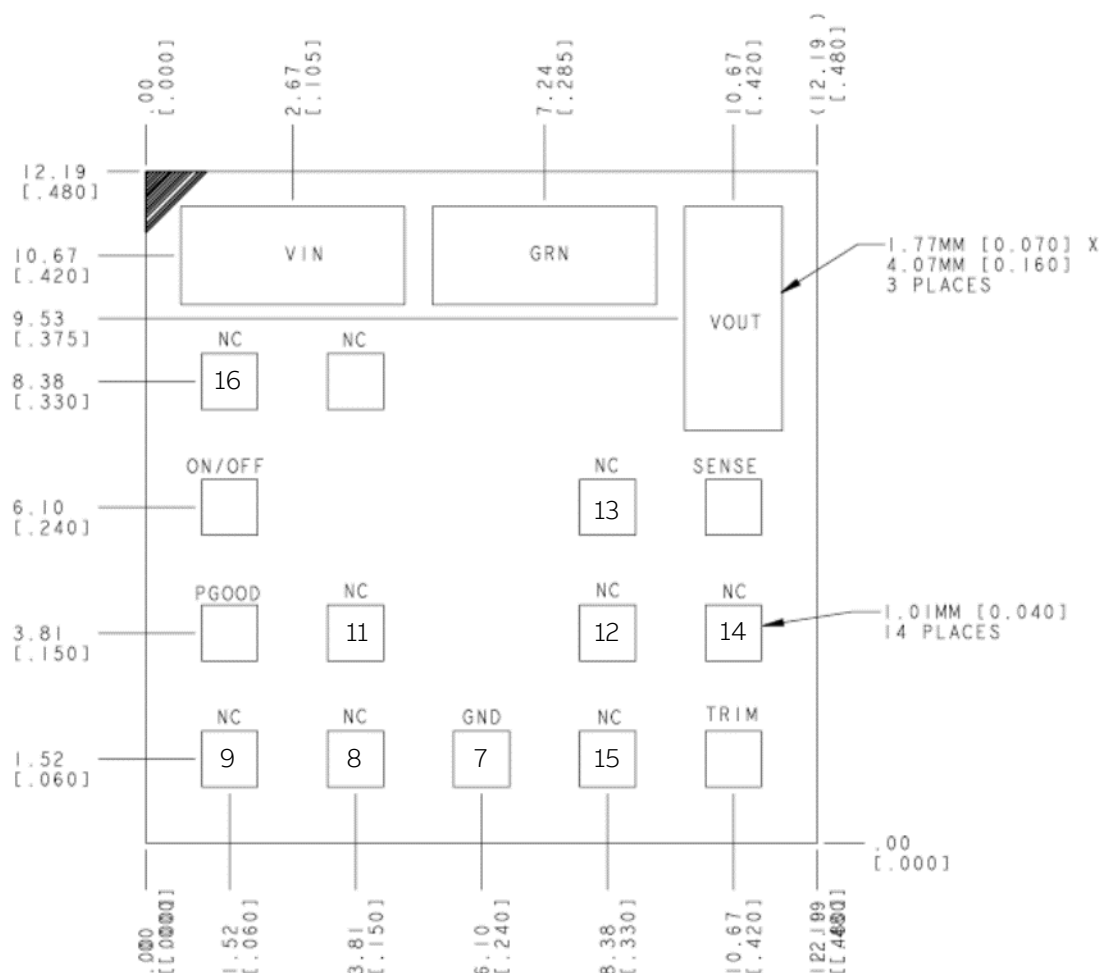 .00
[.0000]
2.67
[.105]
7.24
[.285]
10.67
[.420]
(12.19 )
[.480]
12.19
[.480]
VIN
GRN
1.77MM [0.070] X
4.07MM [0.160]
3 PLACES
10.67
[.420]
VOUT
9.53
[.375]
NC
NC
8.38
[.330]
16
ON/OFF
NC
SENSE
6.10
[.240]
13
PGOOD
NC
NC
NC
3.81
[.150]
11
12
14
1.01MM [0.040]
14 PLACES
NC
NC
GND
NC
TRIM
1.52
[.060]
9
8
7
15
.00
[.000]
1.52
[.060]
3.81
[.150]
6.10
[.240]
8.38
[.330]
10.67
[.420]